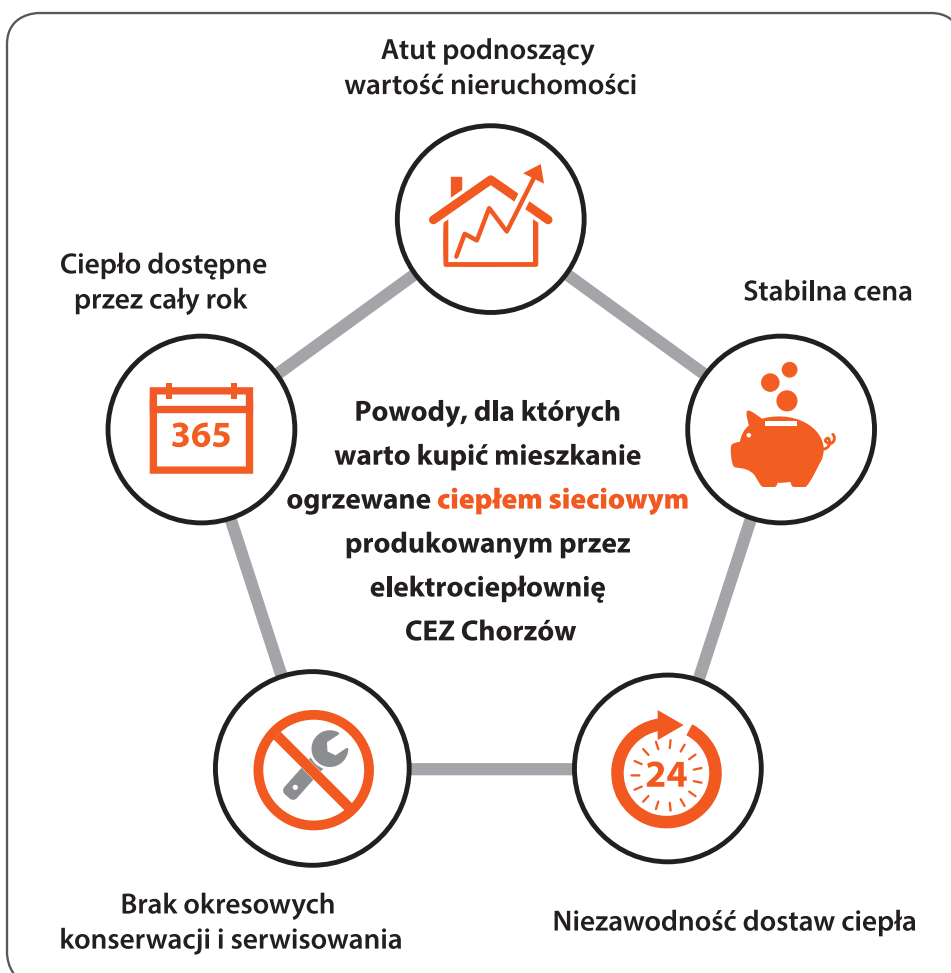 Atut podnoszący
wartość nieruchomości
Ciepło dostępne
przez cały rok
Stabilna cena
365
Powody, dla których
warto kupić mieszkanie
ogrzewane ciepłem sieciowym
produkowanym przez
elektrociepłownię
CEZ Chorzów
24
Brak okresowych
konserwacji i serwisowania
Niezawodność dostaw ciepła